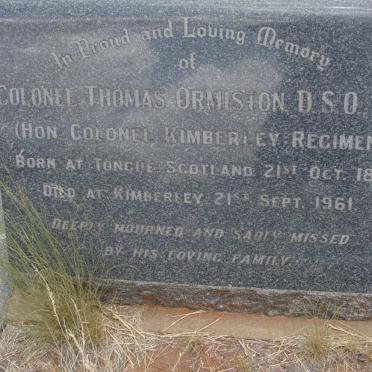 In Proud and Loving Memory
of
COLONEL THOMAS ORMISTON D.S.O.
(HON. COLONEL KIMBERLEY REGIMEN
BORN AT TONGUE SCOTLAND 21ST OCT. 18
DIED AT KIMBERLEY 21ST SEPT. 1961
DEEPLY MOURNED AND SADLY MISSED
BY HIS LOVING FAMILY